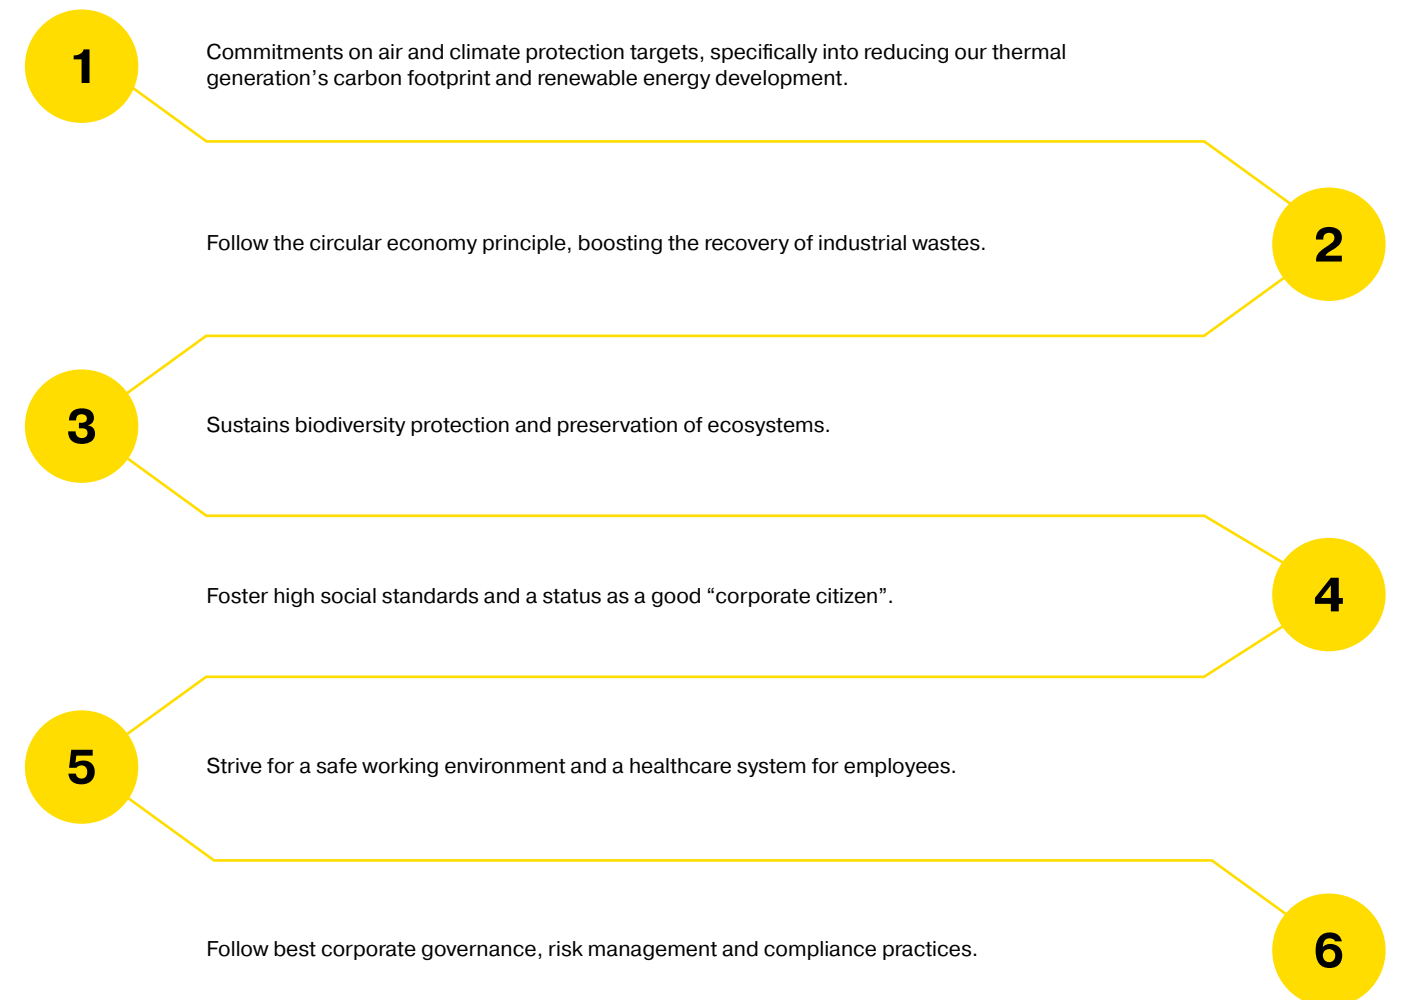 1
Commitments on air and climate protection targets, specifically into reducing our thermal
generation’s carbon footprint and renewable energy development.
2
Follow the circular economy principle, boosting the recovery of industrial wastes.
3
Sustains biodiversity protection and preservation of ecosystems.
4
Foster high social standards and a status as a good “corporate citizen”.
5
Strive for a safe working environment and a healthcare system for employees.
6
Follow best corporate governance, risk management and compliance practices.